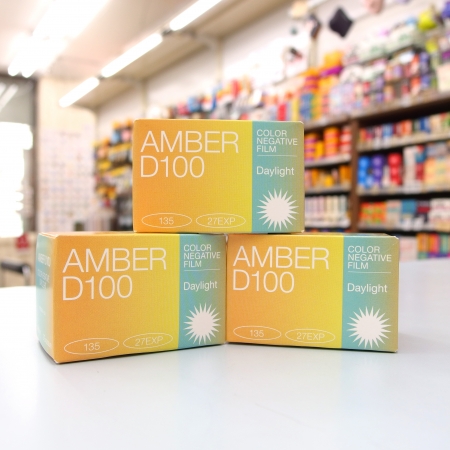 AMBER
D100
COLOR
NEGATIVE
FILM
Daylight
135
27EXP
AMBER
D100
COLOR
NEGATIVE
FILM
Daylight
135
27EXP
AMBER
D100
COLOR
NEGATIVE
FILM
Daylight
135
27EXP